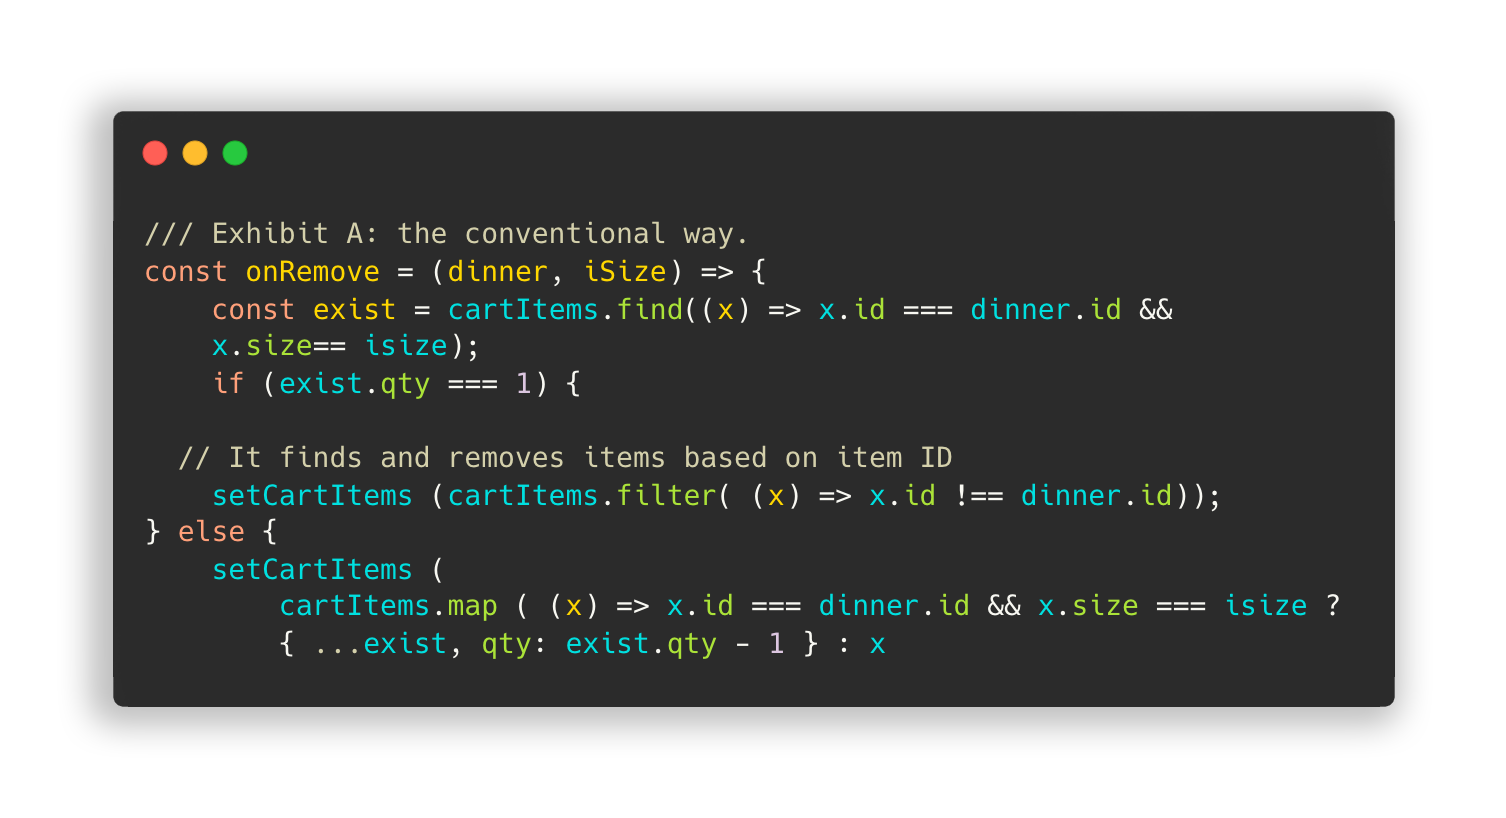 /// Exhibit A: the conventional way.
const onRemove = (dinner, iSize) => {
    const exist = cartItems.find((x) => x.id === dinner.id &&
    x.size== isize);
    if (exist.qty === 1) {

  // It finds and removes items based on item ID
    setCartItems (cartItems.filter( (x) => x.id !== dinner.id));
} else {
    setCartItems (
        cartItems.map ( (x) => x.id === dinner.id && x.size === isize ?
        { ...exist, qty: exist.qty - 1 } : x